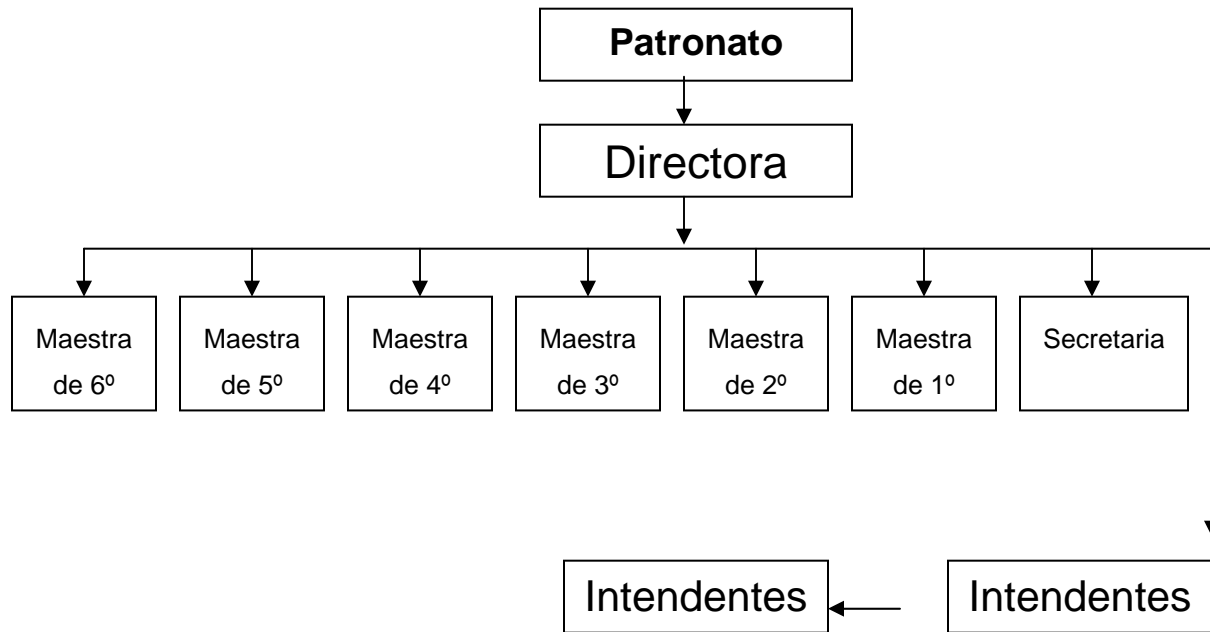 Patronato
Directora
Maestra
de 6º
Maestra
de 5º
Maestra
de 4º
Maestra
de 3º
Maestra
de 2º
Maestra
de 1º
Secretaria
Intendentes
Intendentes